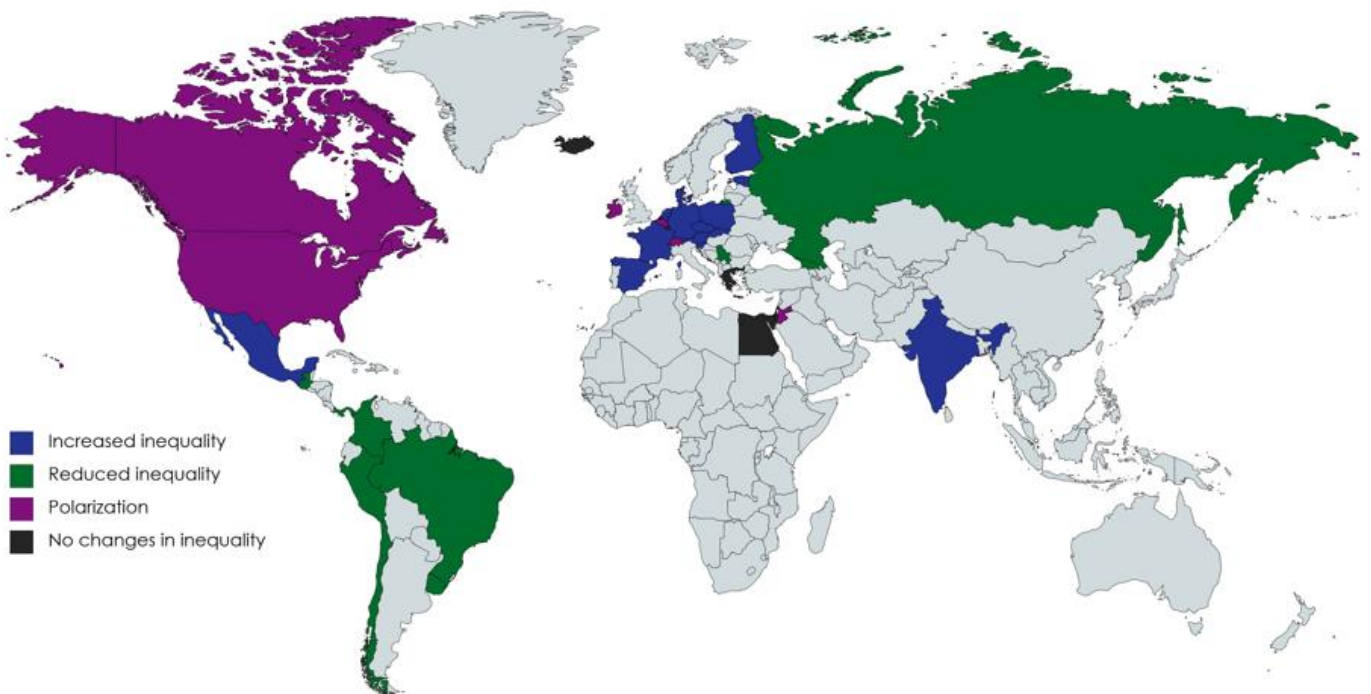 Increased inequality
Reduced inequality
Polarization
No changes in inequality